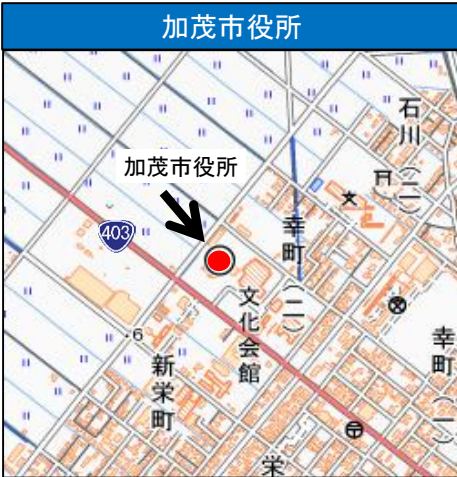 加茂市役所
石川(二)
加茂市役所
403
幸町(二)
文化会館
・6
新栄町
幸町(一)
栄